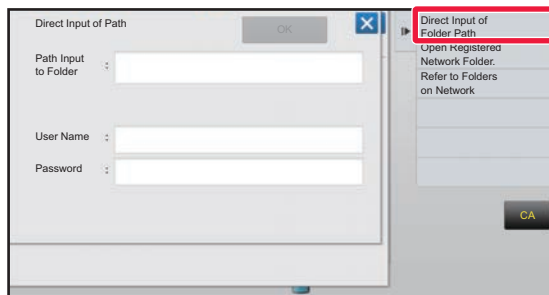 Direct Input of Path
OK
Path Input
to Folder :
User Name :
Password :
Direct Input of
Folder Path
Open Registered
Network Folder.
Refer to Folders
on Network
CA